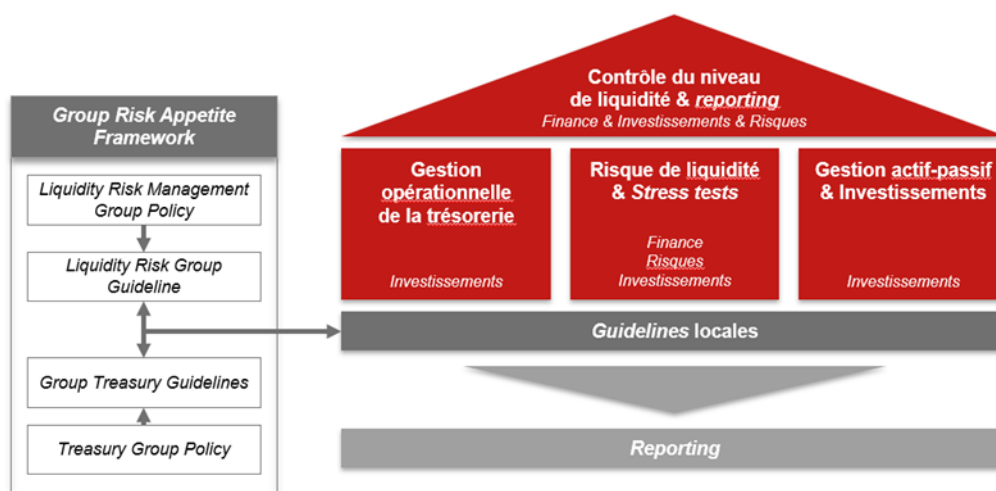 Group Risk Appetite
Framework
Liquidity Risk Management
Group Policy
Liquidity Risk Group
Guideline
Group Treasury Guidelines
Treasury Group Policy
Contrôle du niveau
de liquidité & reporting
Finance & Investissements & Risques
Gestion
opérationnelle
de la trésorerie
Investissements
Risque de liquidité
& Stress tests
Finance
Risques
Investissements
Gestion actif-passif
& Investissements
Investissements
Guidelines locales
Reporting